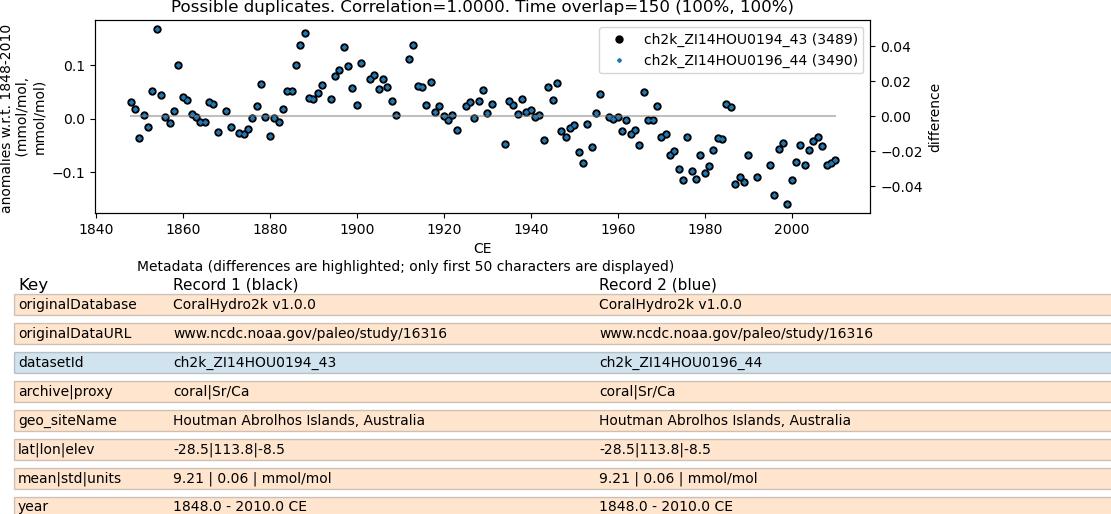 Possible duplicates. Correlation=1.0000. Time overlap=150 (100%, 100%)
anomalies w.r.t. 1848-2010
(mmol/mol,
mmol/mol)
0.1
0.0
−0.1
ch2k_ZI14HOU0194_43 (3489)
ch2k_ZI14HOU0196_44 (3490)
0.04
0.02
0.00
−0.02
−0.04
difference
1840 1860 1880 1900 1920 1940 1960 1980 2000
CE
Metadata (differences are highlighted; only first 50 characters are displayed)
Key Record 1 (black) Record 2 (blue)
originalDatabase CoralHydro2k v1.0.0 CoralHydro2k v1.0.0
originalDataURL www.ncdc.noaa.gov/paleo/study/16316 www.ncdc.noaa.gov/paleo/study/16316
datasetId ch2k_ZI14HOU0194_43 ch2k_ZI14HOU0196_44
archive|proxy coral|Sr/Ca coral|Sr/Ca
geo_siteName Houtman Abrolhos Islands, Australia Houtman Abrolhos Islands, Australia
lat|lon|elev -28.5|113.8|-8.5 -28.5|113.8|-8.5
mean|std|units 9.21 | 0.06 | mmol/mol 9.21 | 0.06 | mmol/mol
year 1848.0 - 2010.0 CE 1848.0 - 2010.0 CE